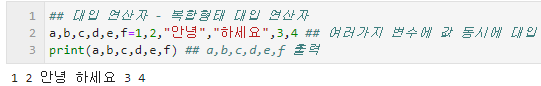 1 ## 대입 연산자 - 복합형태 대입 연산자
2 a,b,c,d,e,f=1,2,"안녕","하세요",3,4 ## 여러가지 변수에 값 동시에 대입
3 print(a,b,c,d,e,f) ## a,b,c,d,e,f 출력
1 2 안녕 하세요 3 4